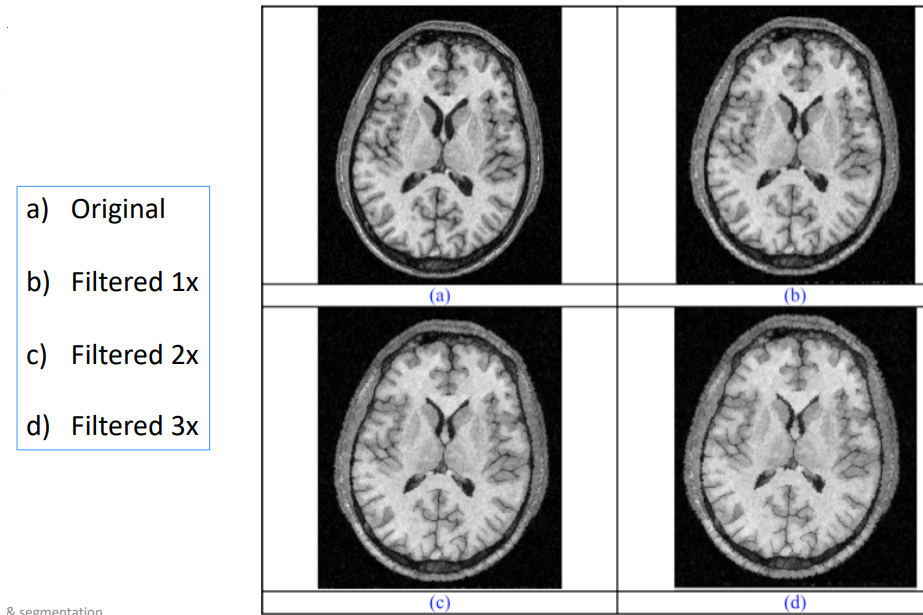 a) Original
b) Filtered 1x
c) Filtered 2x
d) Filtered 3x
(a)
(b)
(c)
(d)
& segmentation